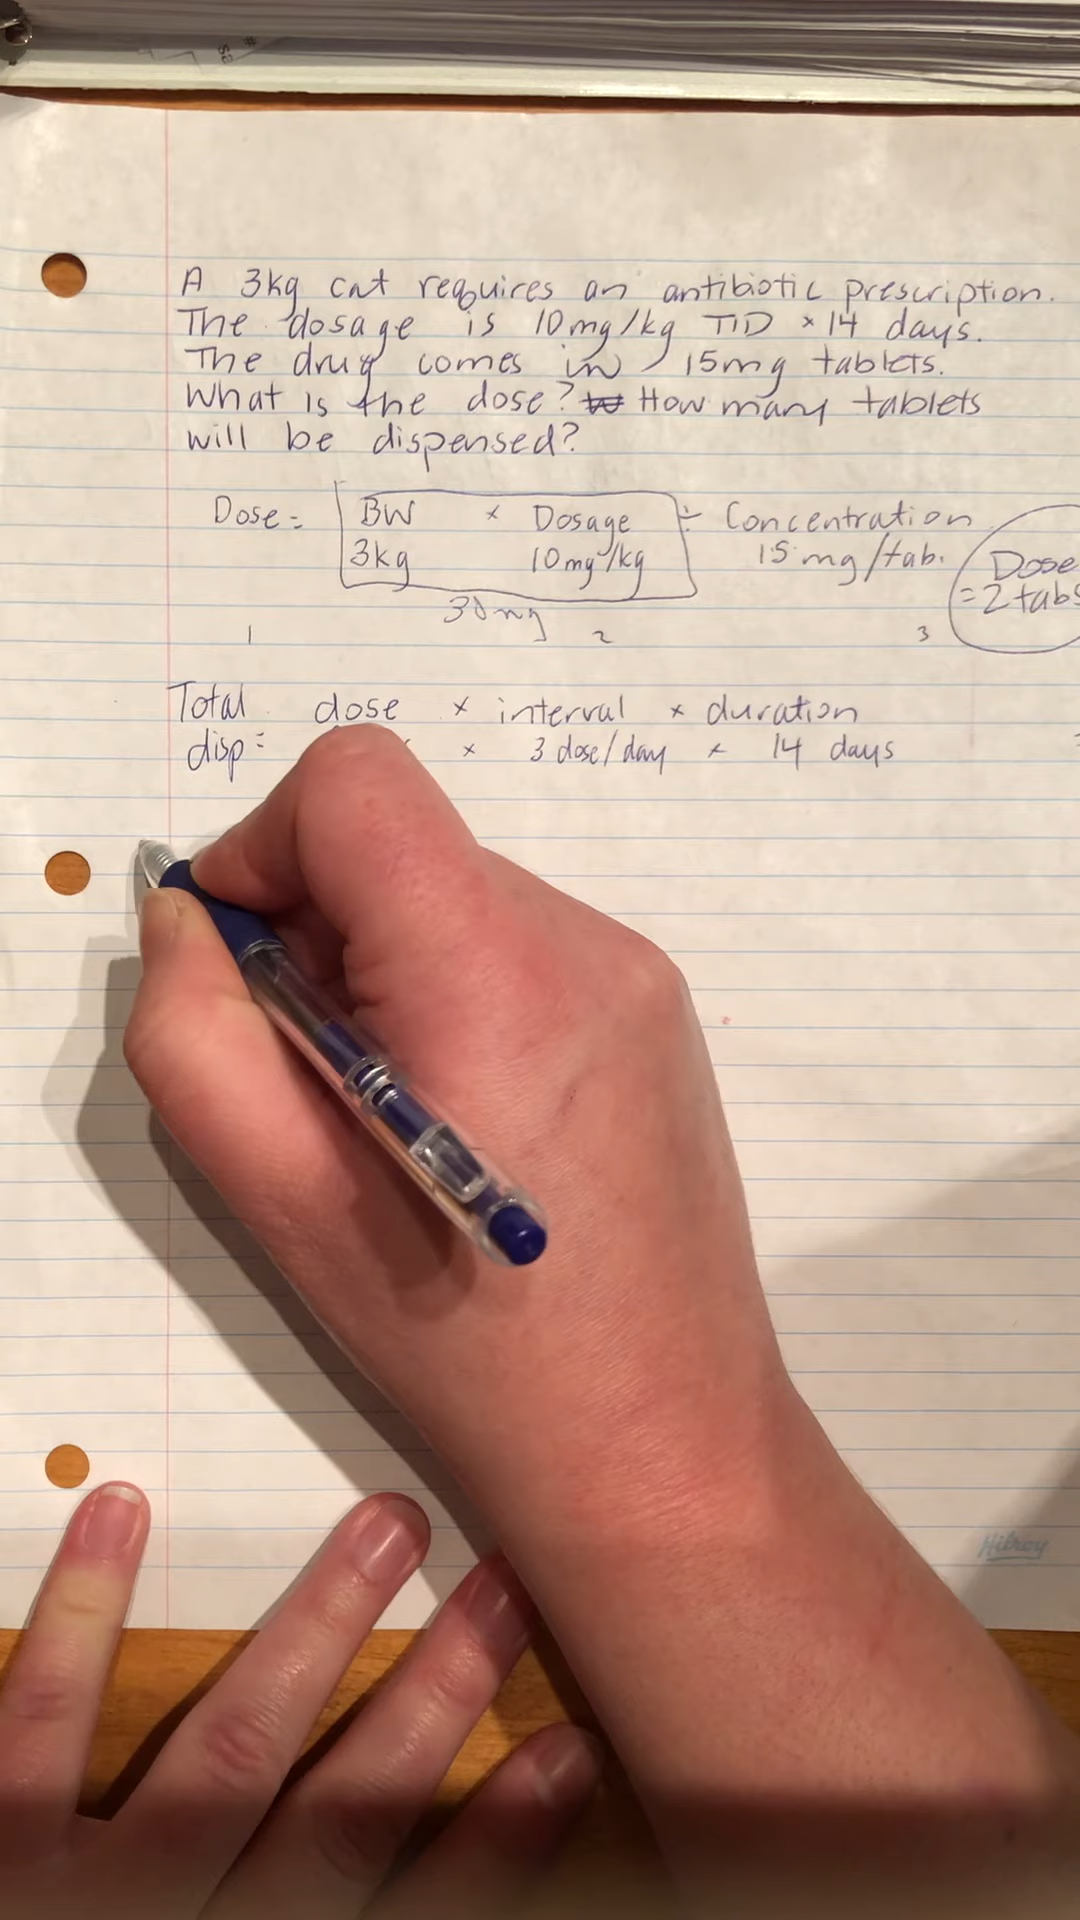 A 3kg cat requires an antibiotic prescription.
The dosage is 10mg/kg TID × 14 days.
The drug comes in 15mg tablets.
What is the dose? How many tablets
will be dispensed?
Dose = BW × Dosage ÷ Concentration
3kg 10mg/kg 15mg/tab.
Dose
= 2 tabs
30mg
1 2 3
Total dose × interval × duration
disp = × 3 dose/day × 14 days =
Hilroy